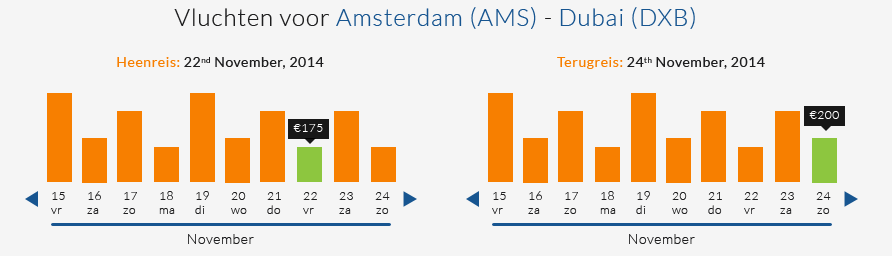 Vluchten voor Amsterdam (AMS) - Dubai (DXB)
Heenreis: 22nd November, 2014
€175
15 16 17 18 19 20 21 22 23 24
vr za zo ma di wo do vr za zo
November
Terugreis: 24th November, 2014
€200
15 16 17 18 19 20 21 22 23 24
vr za zo ma di wo do vr za zo
November